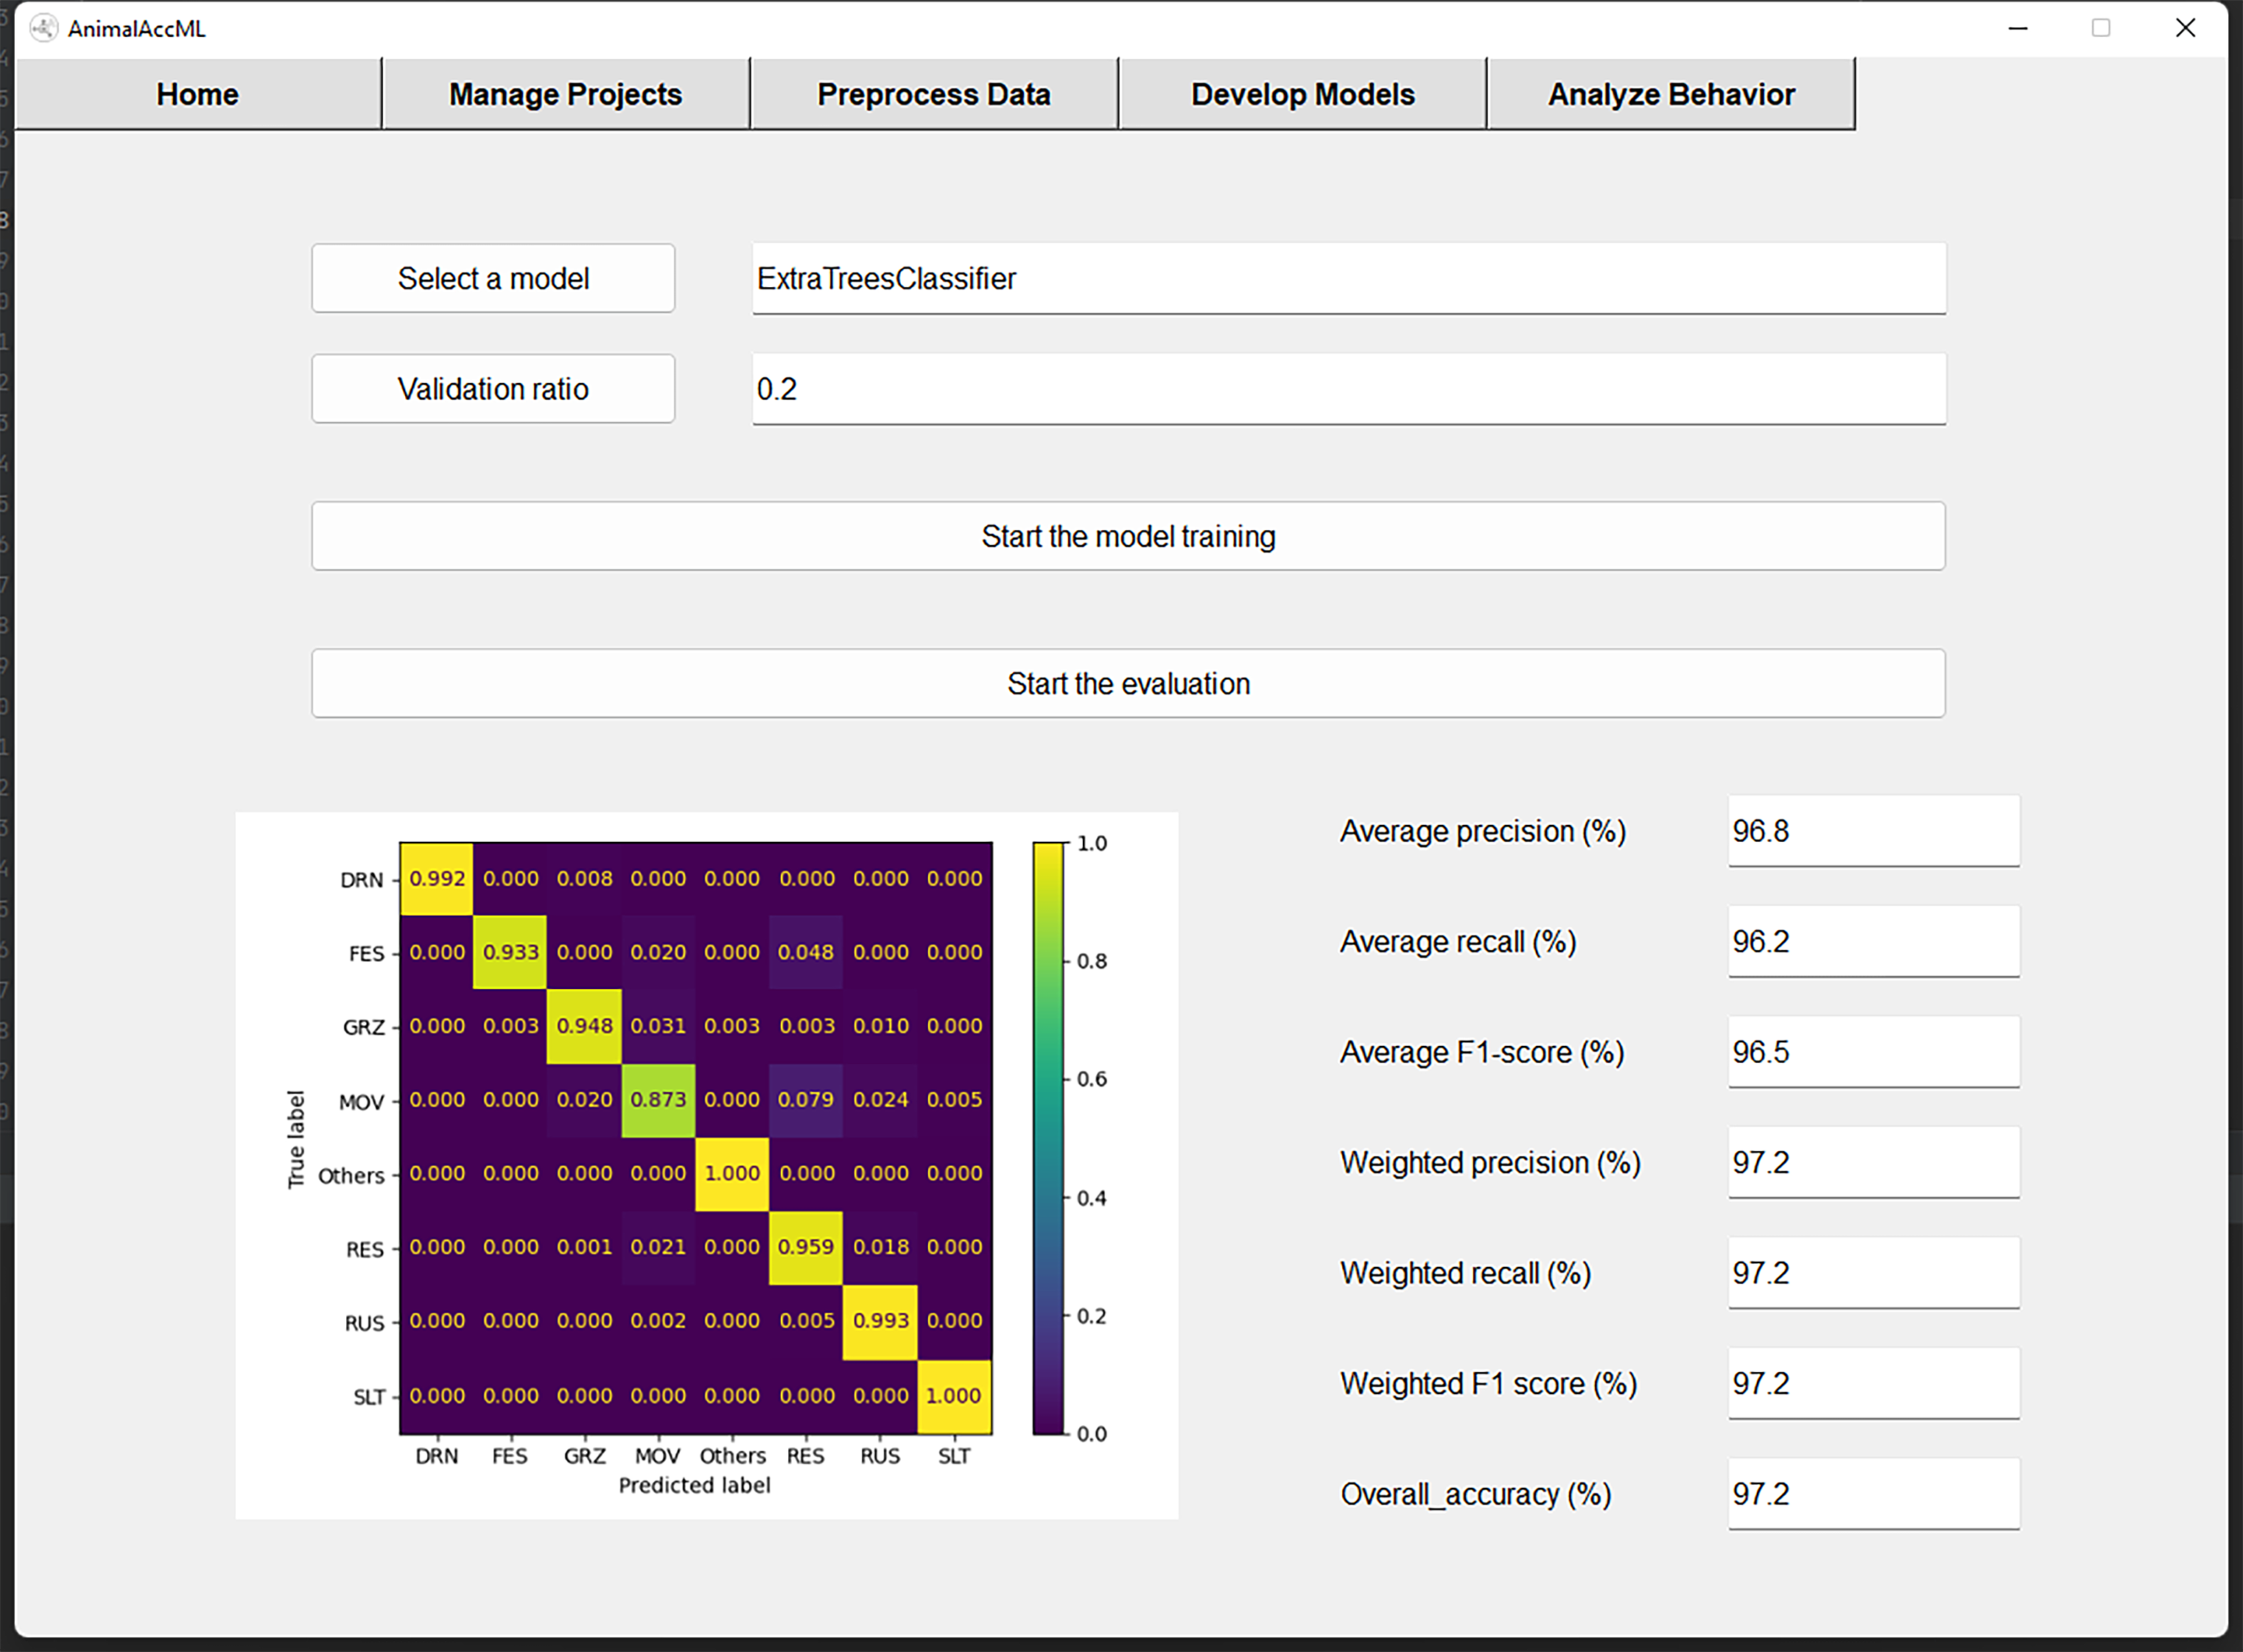 AnimalAccML
Home Manage Projects Preprocess Data Develop Models Analyze Behavior
Select a model ExtraTreesClassifier
Validation ratio 0.2
Start the model training
Start the evaluation
True label
DRN 0.992 0.000 0.008 0.000 0.000 0.000 0.000 0.000
FES 0.000 0.933 0.000 0.020 0.000 0.048 0.000 0.000
GRZ 0.000 0.003 0.948 0.031 0.003 0.003 0.010 0.000
MOV 0.000 0.000 0.020 0.873 0.000 0.079 0.024 0.005
Others 0.000 0.000 0.000 0.000 1.000 0.000 0.000 0.000
RES 0.000 0.000 0.001 0.021 0.000 0.959 0.018 0.000
RUS 0.000 0.000 0.000 0.002 0.000 0.005 0.993 0.000
SLT 0.000 0.000 0.000 0.000 0.000 0.000 0.000 1.000
DRN FES GRZ MOV Others RES RUS SLT
Predicted label
1.0
0.8
0.6
0.4
0.2
0.0
Average precision (%) 96.8
Average recall (%) 96.2
Average F1-score (%) 96.5
Weighted precision (%) 97.2
Weighted recall (%) 97.2
Weighted F1 score (%) 97.2
Overall_accuracy (%) 97.2